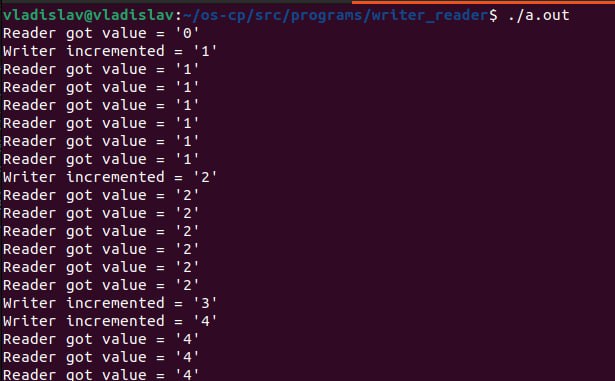 vladislav@vladislav:~/os-cp/src/programs/writer_reader$ ./a.out
Reader got value = '0'
Writer incremented = '1'
Reader got value = '1'
Reader got value = '1'
Reader got value = '1'
Reader got value = '1'
Reader got value = '1'
Reader got value = '1'
Writer incremented = '2'
Reader got value = '2'
Reader got value = '2'
Reader got value = '2'
Reader got value = '2'
Reader got value = '2'
Reader got value = '2'
Writer incremented = '3'
Writer incremented = '4'
Reader got value = '4'
Reader got value = '4'
Reader got value = '4'